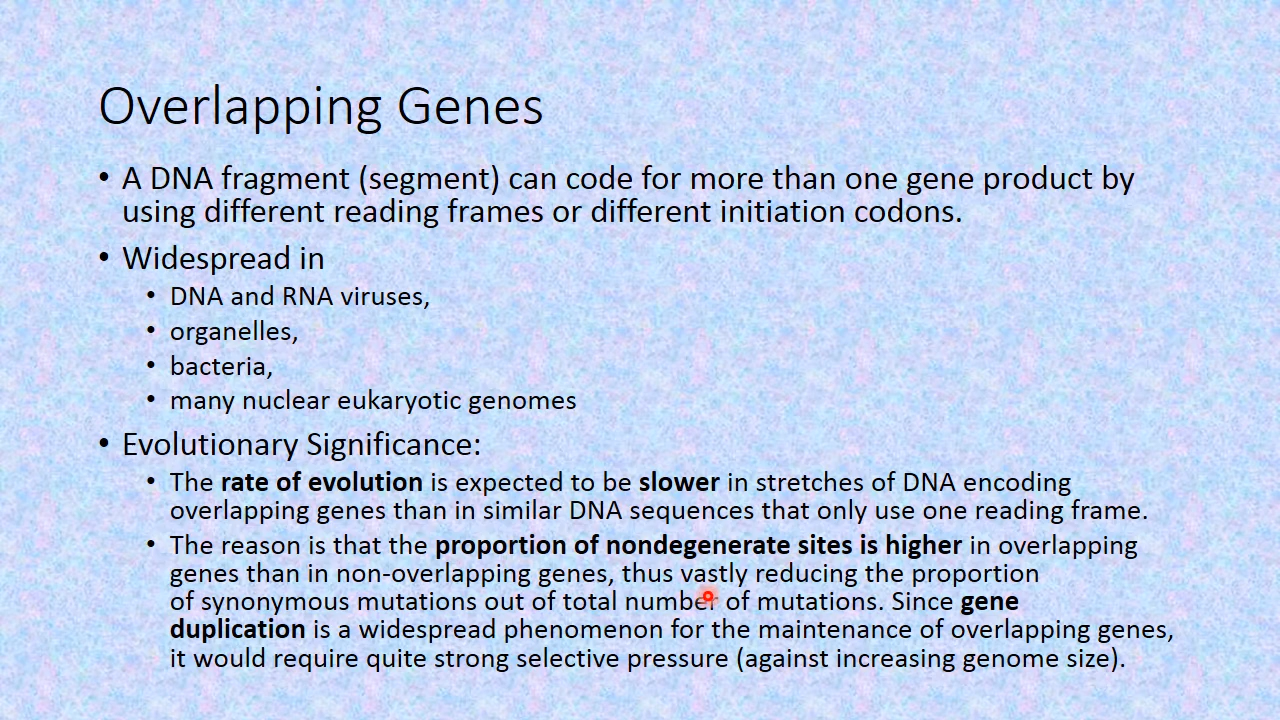 Overlapping Genes
• A DNA fragment (segment) can code for more than one gene product by
using different reading frames or different initiation codons.
• Widespread in
• DNA and RNA viruses,
• organelles,
• bacteria,
• many nuclear eukaryotic genomes
• Evolutionary Significance:
• The rate of evolution is expected to be slower in stretches of DNA encoding
overlapping genes than in similar DNA sequences that only use one reading frame.
• The reason is that the proportion of nondegenerate sites is higher in overlapping
genes than in non-overlapping genes, thus vastly reducing the proportion
of synonymous mutations out of total number of mutations. Since gene
duplication is a widespread phenomenon for the maintenance of overlapping genes,
it would require quite strong selective pressure (against increasing genome size).